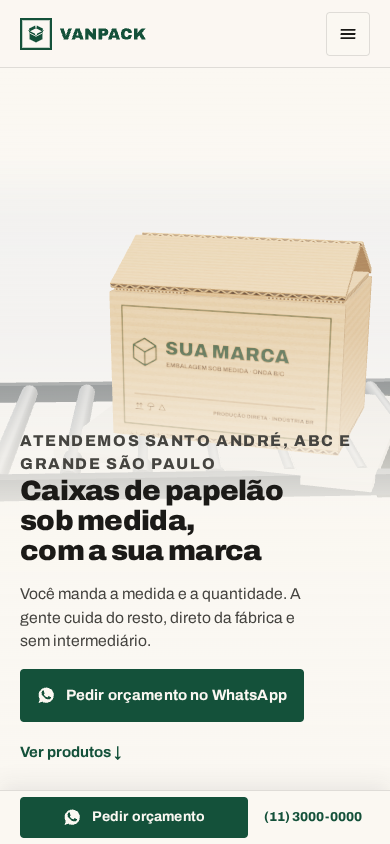 VANPACK
SUA MARCA
EMBALAGEM SOB MEDIDA · ONDA B/C
PRODUÇÃO DIRETA · INDÚSTRIA BR
ATENDEMOS SANTO ANDRÉ, ABC E
GRANDE SÃO PAULO
Caixas de papelão
sob medida,
com a sua marca
Você manda a medida e a quantidade. A
gente cuida do resto, direto da fábrica e
sem intermediário.
Pedir orçamento no WhatsApp
Ver produtos ↓
Pedir orçamento
(11) 3000-0000